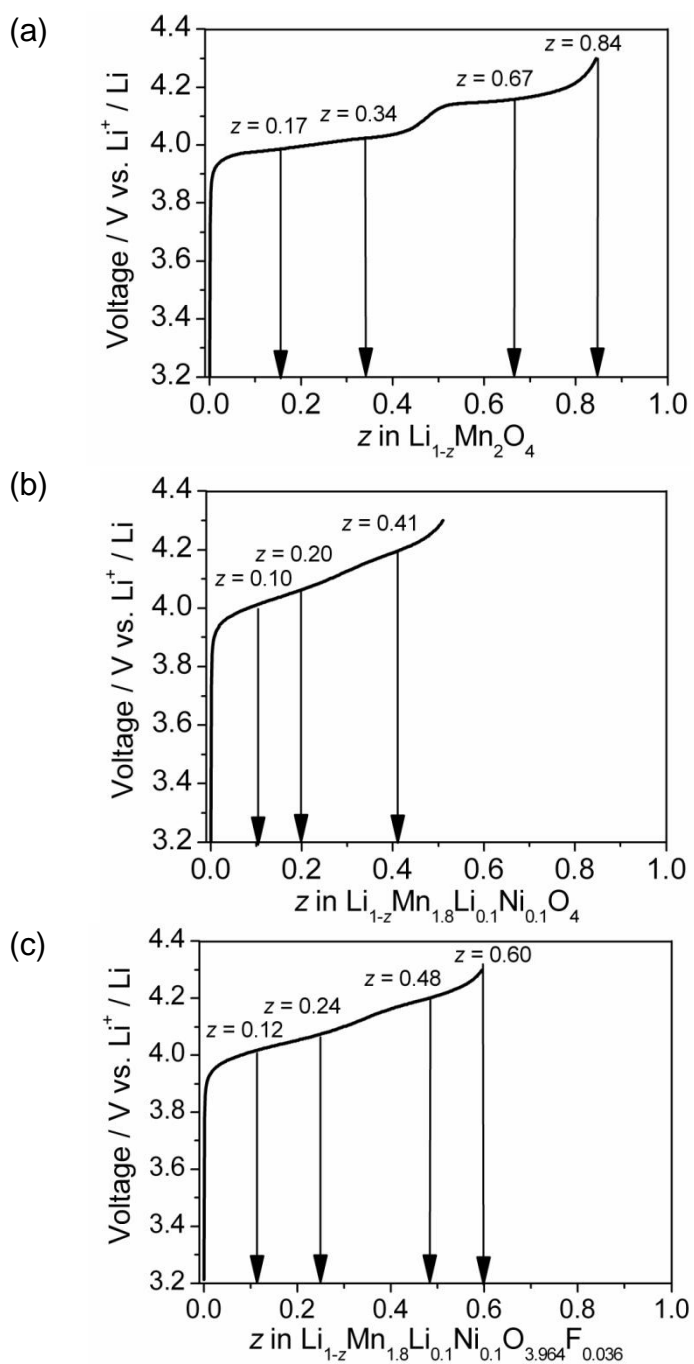 (a)
Voltage / V vs. Li⁺ / Li
4.4
4.2
4.0
3.8
3.6
3.4
3.2
z = 0.17
z = 0.34
z = 0.67
z = 0.84
0.0 0.2 0.4 0.6 0.8 1.0
z in Li₁₋zMn₂O₄
(b)
Voltage / V vs. Li⁺ / Li
4.4
4.2
4.0
3.8
3.6
3.4
3.2
z = 0.10
z = 0.20
z = 0.41
0.0 0.2 0.4 0.6 0.8 1.0
z in Li₁₋zMn₁.₈Li₀.₁Ni₀.₁O₄
(c)
Voltage / V vs. Li⁺ / Li
4.4
4.2
4.0
3.8
3.6
3.4
3.2
z = 0.12
z = 0.24
z = 0.48
z = 0.60
0.0 0.2 0.4 0.6 0.8 1.0
z in Li₁₋zMn₁.₈Li₀.₁Ni₀.₁O₃.₉₆₄F₀.₀₃₆